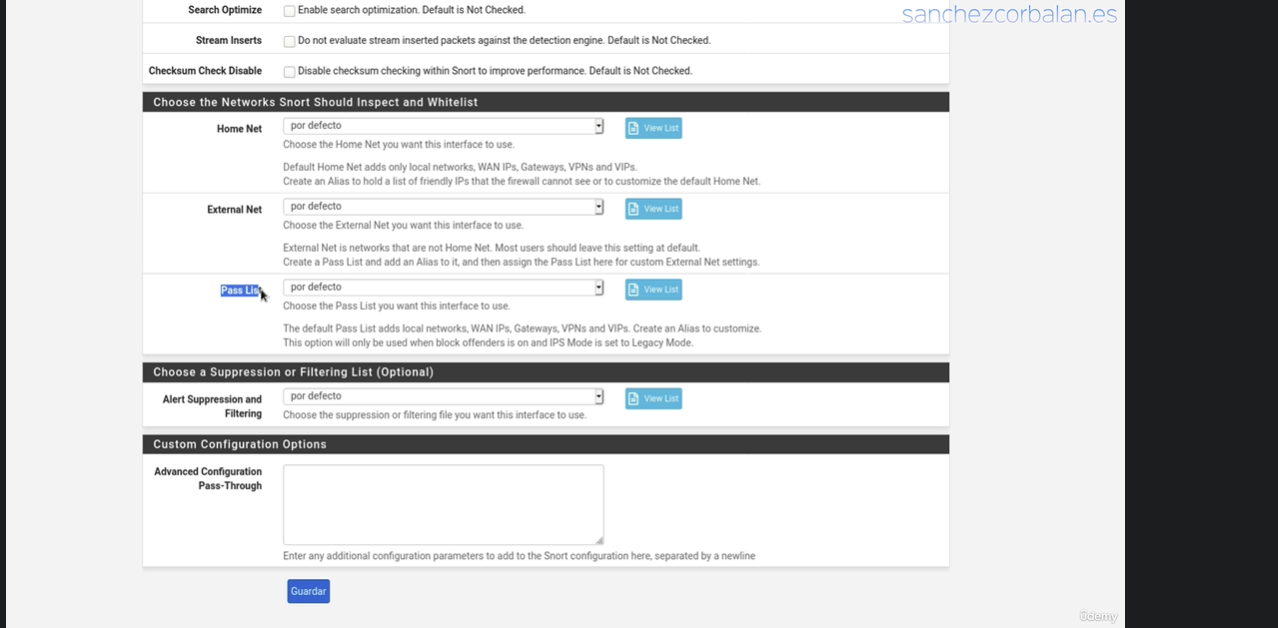 sanchezcorbalan.es
Search Optimize
Enable search optimization. Default is Not Checked.
Stream Inserts
Do not evaluate stream inserted packets against the detection engine. Default is Not Checked.
Checksum Check Disable
Disable checksum checking within Snort to improve performance. Default is Not Checked.
Choose the Networks Snort Should Inspect and Whitelist
Home Net
por defecto
View List
Choose the Home Net you want this interface to use.
Default Home Net adds only local networks, WAN IPs, Gateways, VPNs and VIPs.
Create an Alias to hold a list of friendly IPs that the firewall cannot see or to customize the default Home Net.
External Net
por defecto
View List
Choose the External Net you want this interface to use.
External Net is networks that are not Home Net. Most users should leave this setting at default.
Create a Pass List and add an Alias to it, and then assign the Pass List here for custom External Net settings.
Pass List
por defecto
View List
Choose the Pass List you want this interface to use.
The default Pass List adds local networks, WAN IPs, Gateways, VPNs and VIPs. Create an Alias to customize.
This option will only be used when block offenders is on and IPS Mode is set to Legacy Mode.
Choose a Suppression or Filtering List (Optional)
Alert Suppression and
Filtering
por defecto
View List
Choose the suppression or filtering file you want this interface to use.
Custom Configuration Options
Advanced Configuration
Pass-Through
Enter any additional configuration parameters to add to the Snort configuration here, separated by a newline
Guardar
ûdemy